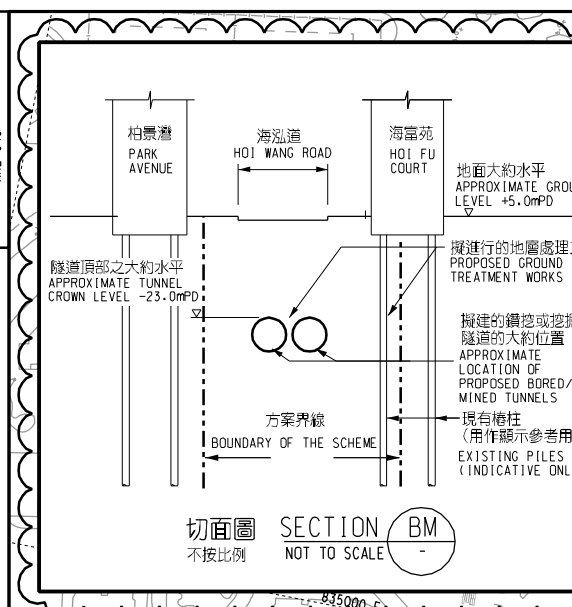 柏景灣
PARK
AVENUE
海泓道
HOI WANG ROAD
海富苑
HOI FU
COURT
地面大約水平
APPROXIMATE
LEVEL +5.0mPD
隧道頂部之大約水平
APPROXIMATE TUNNEL
CROWN LEVEL -23.0mPD
擬進行的地層處理
PROPOSED GROUND
TREATMENT WORKS
擬建的鑽挖或挖掘
隧道的大約位置
APPROXIMATE
LOCATION OF
PROPOSED BORED/
MINED TUNNELS
方案界線
BOUNDARY OF THE SCHEME
現有樁柱
(用作顯示參考用
EXISTING PILES
(INDICATIVE
切面圖 SECTION BM
不按比例 NOT TO SCALE -
835000 E